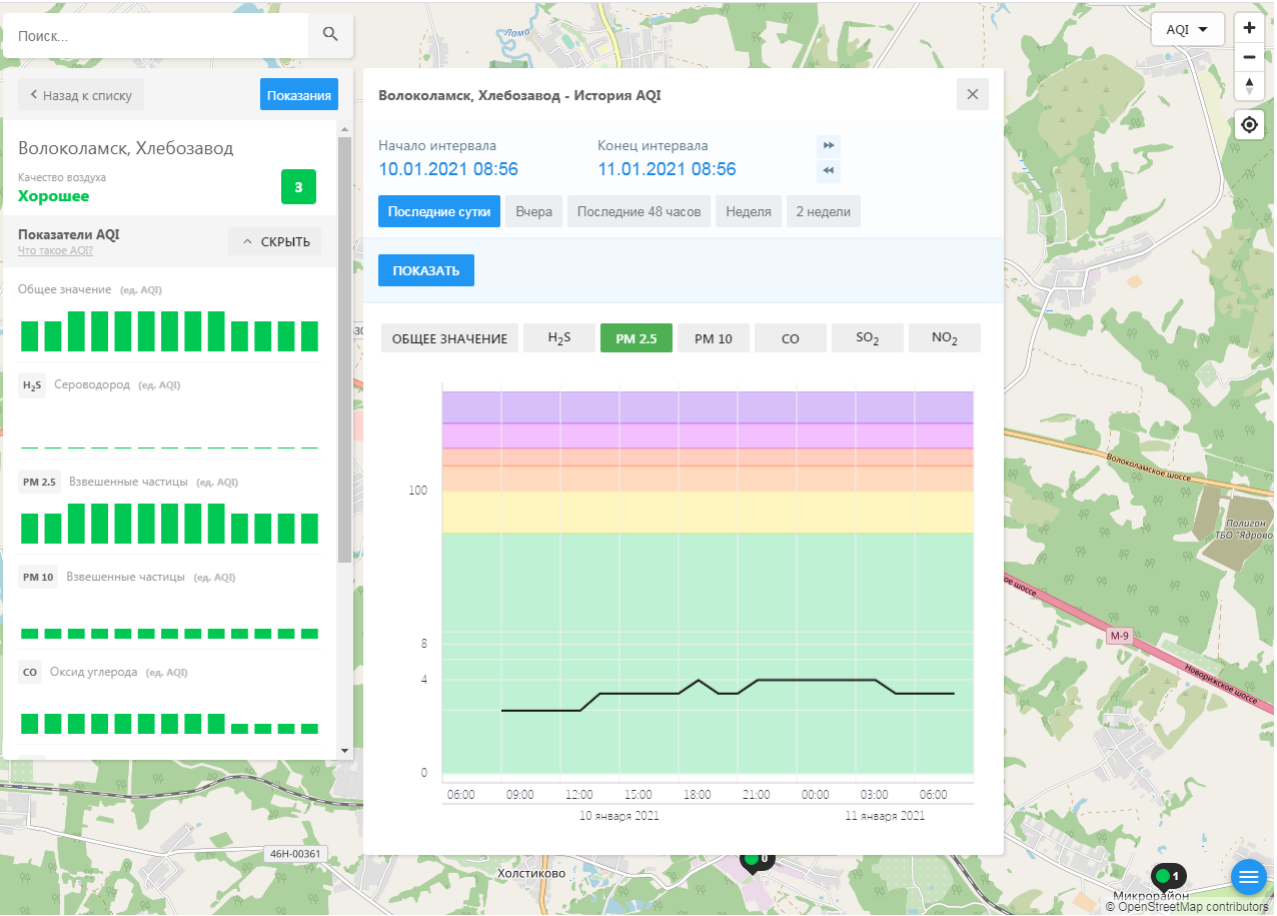 Поиск...
AQI
Лома
Назад к списку
Показания
Волоколамск, Хлебозавод
Качество воздуха
Хорошее
3
Показатели AQI
Что такое AQI?
СКРЫТЬ
Общее значение (ед. AQI)
H₂S Сероводород (ед. AQI)
PM 2.5 Взвешенные частицы (ед. AQI)
PM 10 Взвешенные частицы (ед. AQI)
CO Оксид углерода (ед. AQI)
Волоколамск, Хлебозавод - История AQI
Начало интервала
10.01.2021 08:56
Конец интервала
11.01.2021 08:56
Последние сутки
Вчера
Последние 48 часов
Неделя
2 недели
ПОКАЗАТЬ
ОБЩЕЕ ЗНАЧЕНИЕ
H₂S
PM 2.5
PM 10
CO
SO₂
NO₂
100
8
4
0
06:00 09:00 12:00 15:00 18:00 21:00 00:00 03:00 06:00
10 января 2021
11 января 2021
Волоколамское шоссе
Полигон
ТБО "Ядрово"
ое шоссе
М-9
Новорижское шоссе
46Н-00361
0
Холстиково
1
Микрорайон
© OpenStreetMap contributors